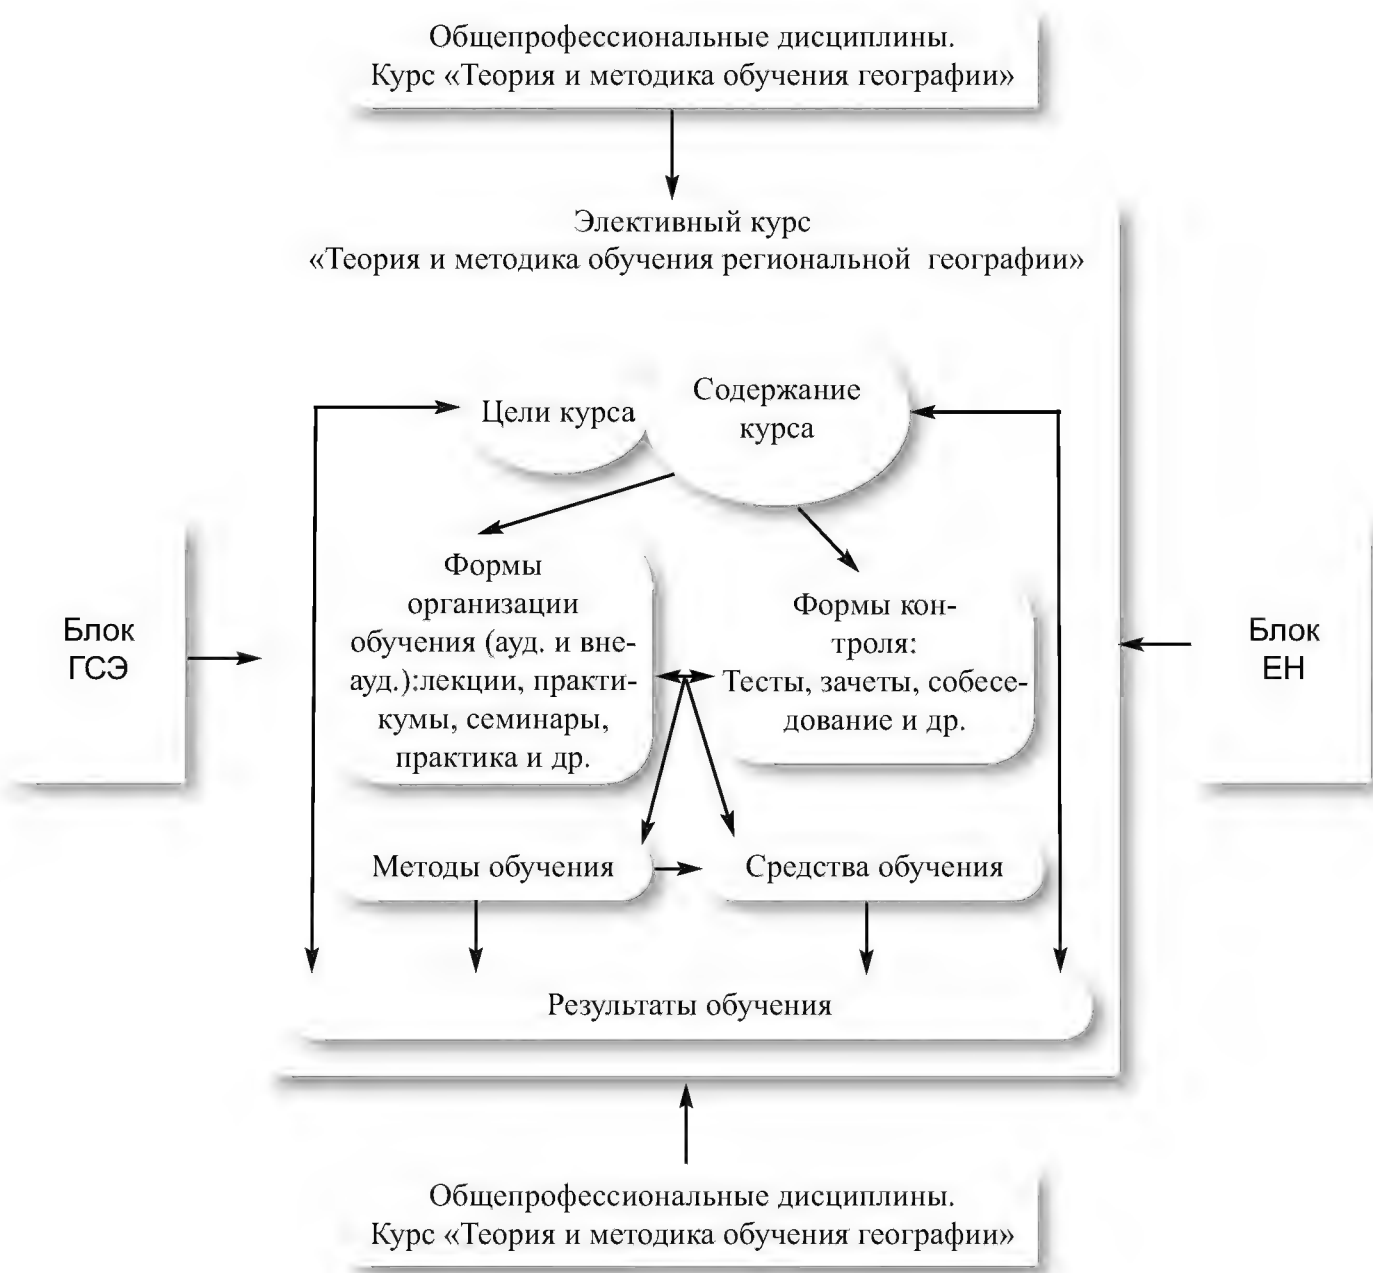 Общепрофессиональные дисциплины.
Курс «Теория и методика обучения географии»
Элективный курс
«Теория и методика обучения региональной географии»
Цели курса
Содержание
курса
Формы
организации
обучения (ауд. и вне-
ауд.):лекции, практи-
кумы, семинары,
практика и др.
Формы кон-
троля:
Тесты, зачеты, собесе-
дование и др.
Блок
ГСЭ
Блок
ЕН
Методы обучения
Средства обучения
Результаты обучения
Общепрофессиональные дисциплины.
Курс «Теория и методика обучения географии»